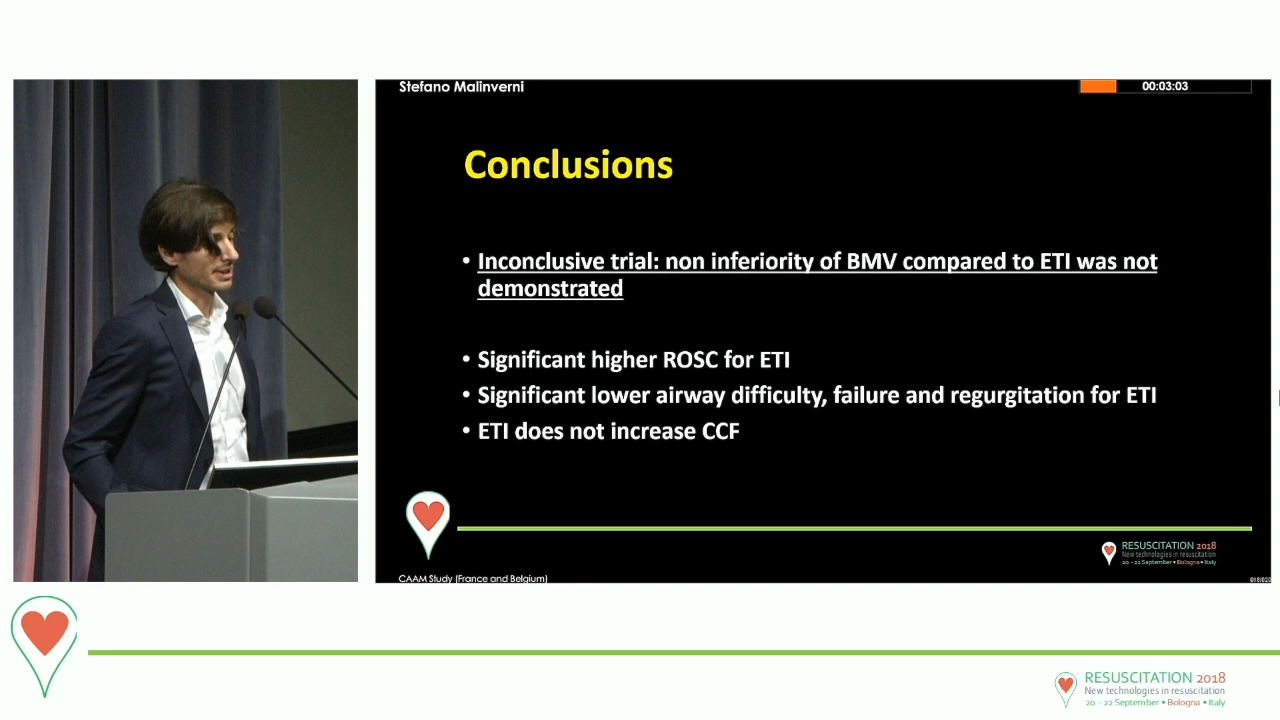 Stefano Malinverni
00:03:03
Conclusions
• Inconclusive trial: non inferiority of BMV compared to ETI was not
demonstrated
• Significant higher ROSC for ETI
• Significant lower airway difficulty, failure and regurgitation for ETI
• ETI does not increase CCF
RESUSCITATION 2018
New technologies in resuscitation
20 - 22 September • Bologna • Italy
CAAM Study (France and Belgium)
RESUSCITATION 2018
New technologies in resuscitation
20 - 22 September • Bologna • Italy